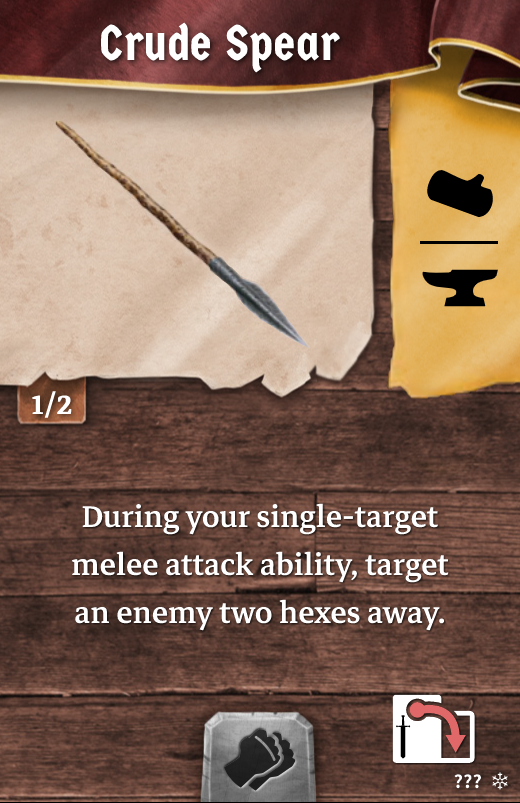 Crude Spear
1/2
During your single-target
melee attack ability, target
an enemy two hexes away.
???